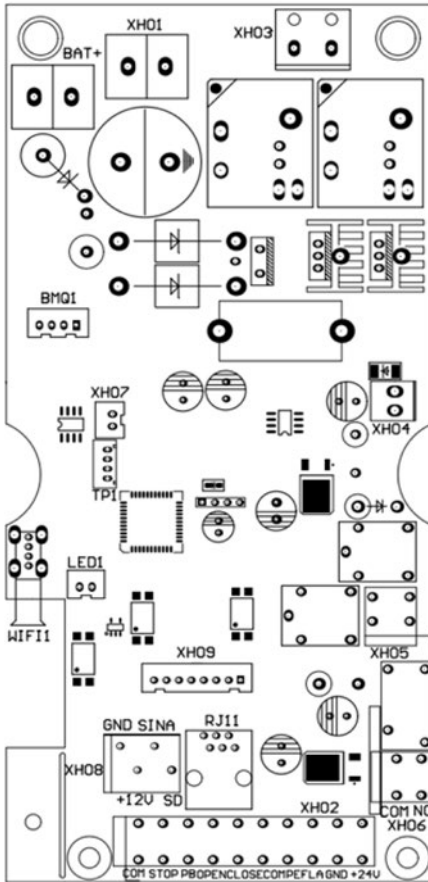 XH01
XH03
BAT+
BMQ1
XH07
XH04
TP1
LED1
WIFI1
XH05
XH09
GND SINA
RJ11
XH08
+12V SD
XH02
COM NO
XH06
COM STOP PBOPENCLOSECOMPEFLAGND +24V